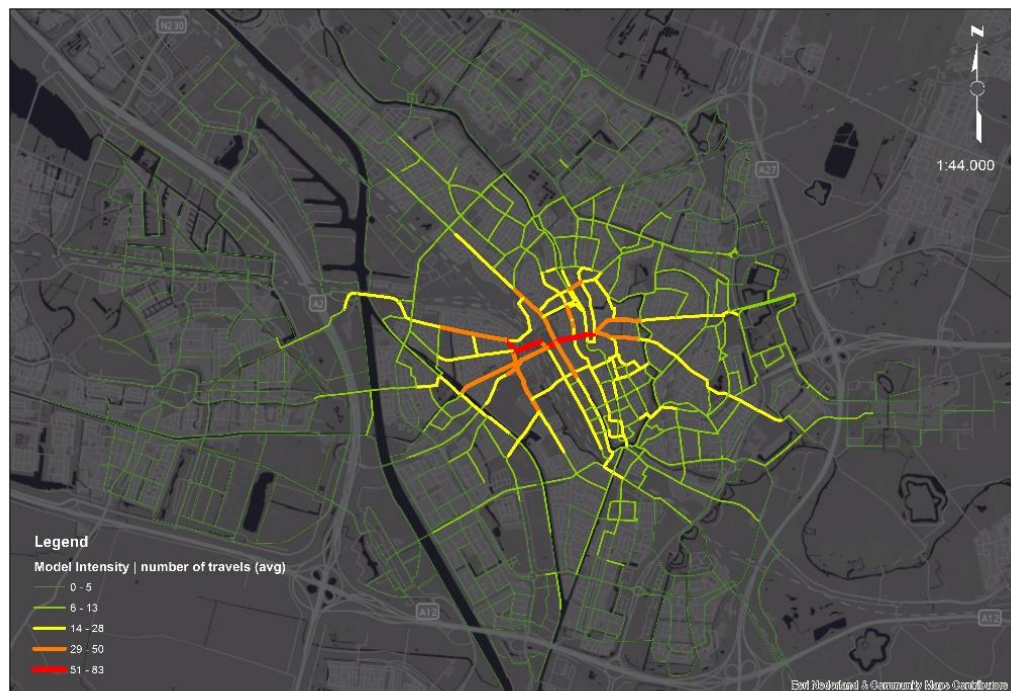 N230
N
1:44.000
A27
A2
Legend
Model Intensity | number of travels (avg)
0 - 5
6 - 13
14 - 28
29 - 50
51 - 83
A12
A12
Esri Nederland & Community Maps Contributors